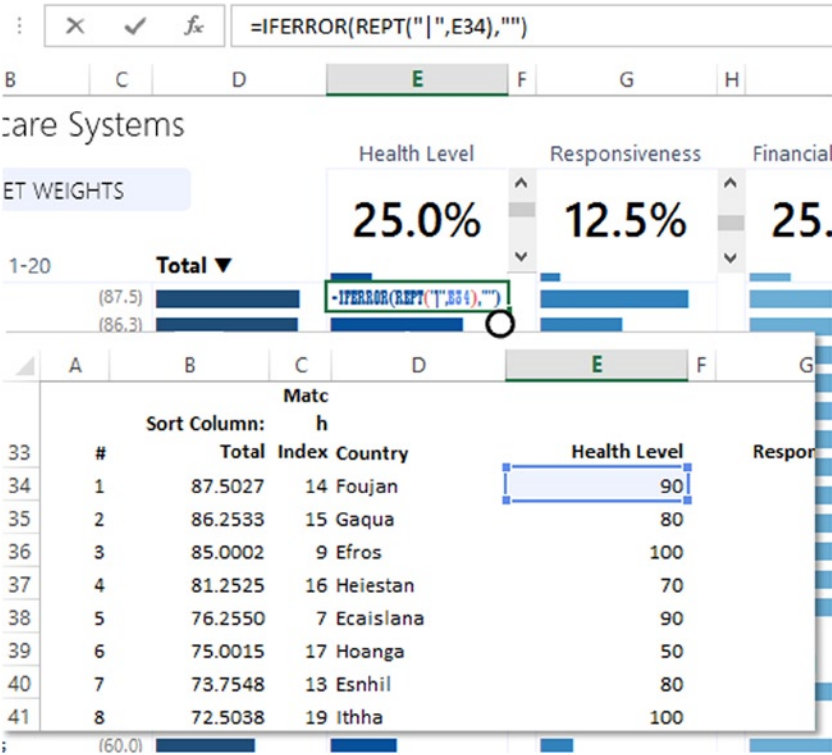 =IFERROR(REPT("|",E34),"")
B C D E F G H
care Systems
Health Level Responsiveness Financial
ET WEIGHTS
25.0% 12.5% 25.
1-20 Total ▼
(87.5) =IFERROR(REPT("|",E34),"")
(86.3)
A B C D E F G
Matc
Sort Column: h
33 # Total Index Country Health Level Respon
34 1 87.5027 14 Foujan 90
35 2 86.2533 15 Gaqua 80
36 3 85.0002 9 Efros 100
37 4 81.2525 16 Heiestan 70
38 5 76.2550 7 Ecaislana 90
39 6 75.0015 17 Hoanga 50
40 7 73.7548 13 Esnhil 80
41 8 72.5038 19 Ithha 100
(60.0)